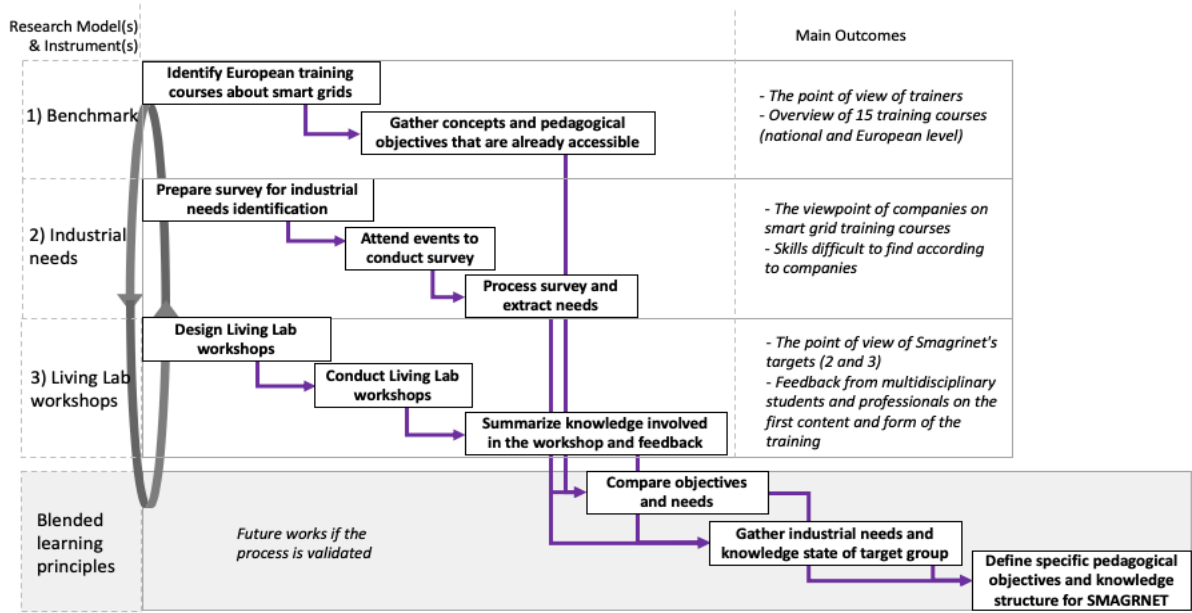 Research Model(s)
& Instrument(s)
Main Outcomes
1) Benchmark
Identify European training
courses about smart grids
Gather concepts and pedagogical
objectives that are already accessible
- The point of view of trainers
- Overview of 15 training courses
(national and European level)
2) Industrial
needs
Prepare survey for industrial
needs identification
Attend events to
conduct survey
Process survey and
extract needs
- The viewpoint of companies on
smart grid training courses
- Skills difficult to find according
to companies
3) Living Lab
workshops
Design Living Lab
workshops
Conduct Living Lab
workshops
Summarize knowledge involved
in the workshop and feedback
- The point of view of Smagrinet's
targets (2 and 3)
- Feedback from multidisciplinary
students and professionals on the
first content and form of the
training
Blended
learning
principles
Future works if the
process is validated
Compare objectives
and needs
Gather industrial needs and
knowledge state of target group
Define specific pedagogical
objectives and knowledge
structure for SMAGRNET